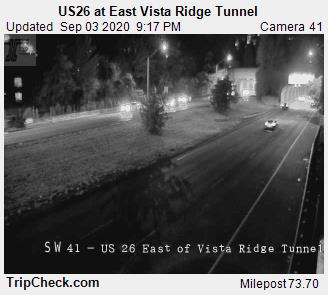 US26 at East Vista Ridge Tunnel
Updated Sep 03 2020 9:17 PM Camera 41
SW 41 - US 26 East of Vista Ridge Tunnel
TripCheck.com Milepost 73.70